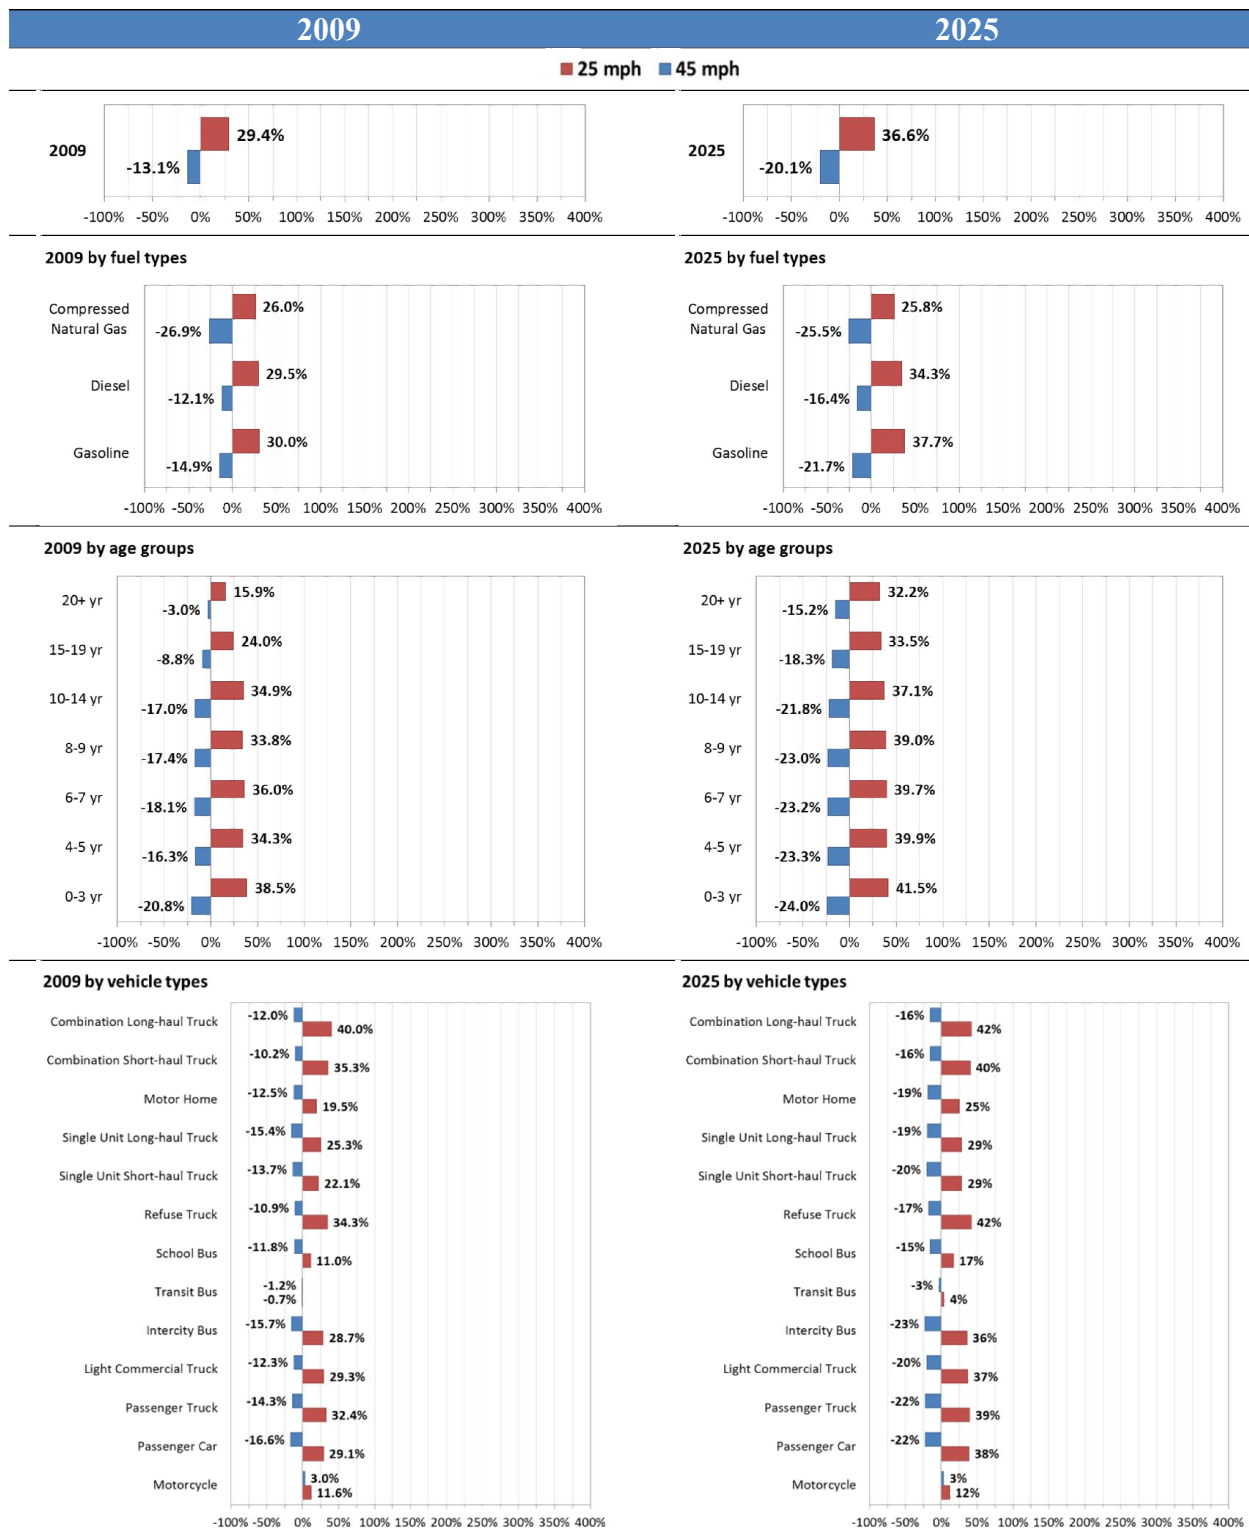 2009 2025
25 mph 45 mph
2009
29.4%
-13.1%
-100% -50% 0% 50% 100% 150% 200% 250% 300% 350% 400%
2025
36.6%
-20.1%
-100% -50% 0% 50% 100% 150% 200% 250% 300% 350% 400%
2009 by fuel types
Compressed
Natural Gas
26.0%
-26.9%
Diesel
29.5%
-12.1%
Gasoline
30.0%
-14.9%
-100% -50% 0% 50% 100% 150% 200% 250% 300% 350% 400%
2025 by fuel types
Compressed
Natural Gas
25.8%
-25.5%
Diesel
34.3%
-16.4%
Gasoline
37.7%
-21.7%
-100% -50% 0% 50% 100% 150% 200% 250% 300% 350% 400%
2009 by age groups
20+ yr
15.9%
-3.0%
15-19 yr
24.0%
-8.8%
10-14 yr
34.9%
-17.0%
8-9 yr
33.8%
-17.4%
6-7 yr
36.0%
-18.1%
4-5 yr
34.3%
-16.3%
0-3 yr
38.5%
-20.8%
-100% -50% 0% 50% 100% 150% 200% 250% 300% 350% 400%
2025 by age groups
20+ yr
32.2%
-15.2%
15-19 yr
33.5%
-18.3%
10-14 yr
37.1%
-21.8%
8-9 yr
39.0%
-23.0%
6-7 yr
39.7%
-23.2%
4-5 yr
39.9%
-23.3%
0-3 yr
41.5%
-24.0%
-100% -50% 0% 50% 100% 150% 200% 250% 300% 350% 400%
2009 by vehicle types
Combination Long-haul Truck
-12.0%
40.0%
Combination Short-haul Truck
-10.2%
35.3%
Motor Home
-12.5%
19.5%
Single Unit Long-haul Truck
-15.4%
25.3%
Single Unit Short-haul Truck
-13.7%
22.1%
Refuse Truck
-10.9%
34.3%
School Bus
-11.8%
11.0%
Transit Bus
-1.2%
-0.7%
Intercity Bus
-15.7%
28.7%
Light Commercial Truck
-12.3%
29.3%
Passenger Truck
-14.3%
32.4%
Passenger Car
-16.6%
29.1%
Motorcycle
3.0%
11.6%
-100% -50% 0% 50% 100% 150% 200% 250% 300% 350% 400%
2025 by vehicle types
Combination Long-haul Truck
-16%
42%
Combination Short-haul Truck
-16%
40%
Motor Home
-19%
25%
Single Unit Long-haul Truck
-19%
29%
Single Unit Short-haul Truck
-20%
29%
Refuse Truck
-17%
42%
School Bus
-15%
17%
Transit Bus
-3%
4%
Intercity Bus
-23%
36%
Light Commercial Truck
-20%
37%
Passenger Truck
-22%
39%
Passenger Car
-22%
38%
Motorcycle
3%
12%
-100% -50% 0% 50% 100% 150% 200% 250% 300% 350% 400%